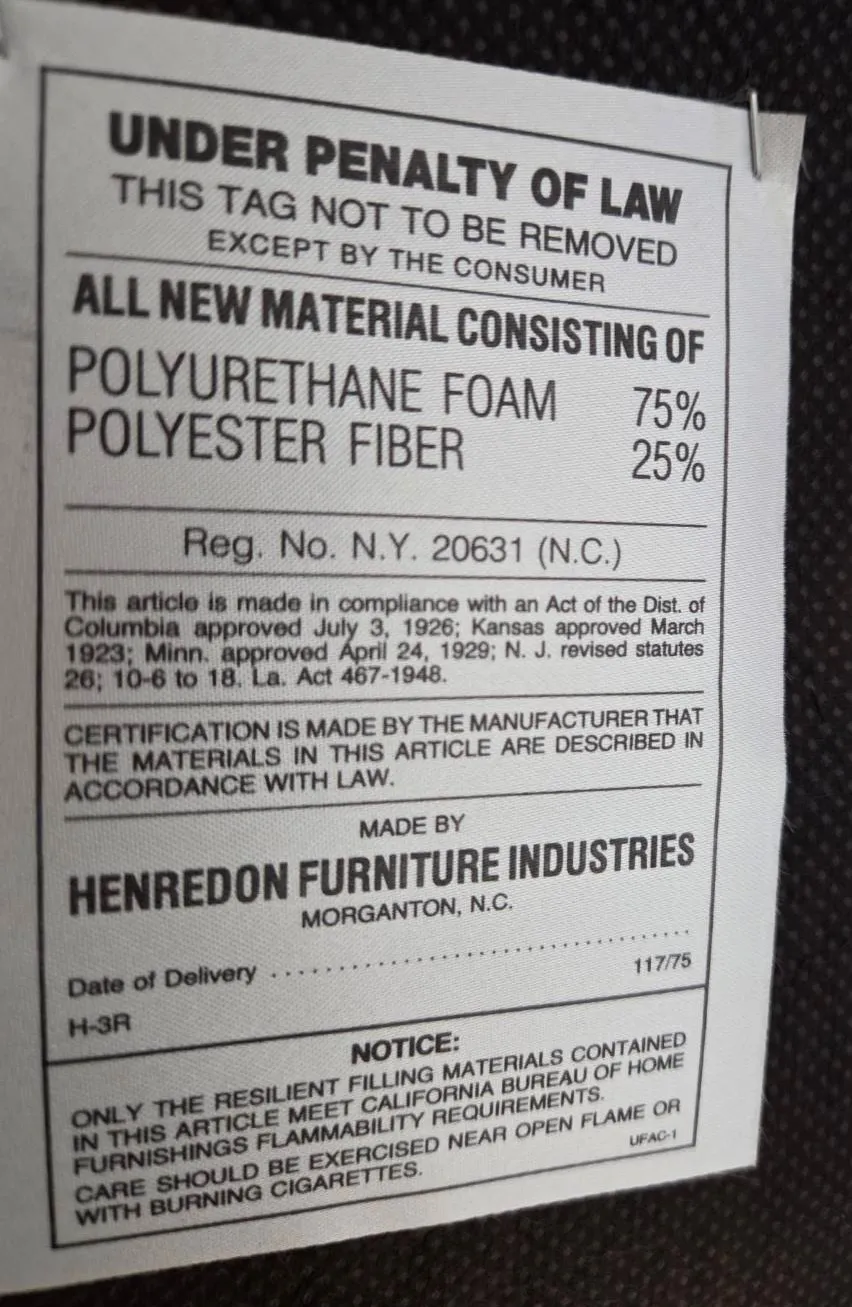 UNDER PENALTY OF LAW
THIS TAG NOT TO BE REMOVED
EXCEPT BY THE CONSUMER
ALL NEW MATERIAL CONSISTING OF
POLYURETHANE FOAM 75%
POLYESTER FIBER 25%
Reg. No. N.Y. 20631 (N.C.)
This article is made in compliance with an Act of the Dist. of
Columbia approved July 3, 1926; Kansas approved March
1923; Minn. approved April 24, 1929; N. J. revised statutes
26; 10-6 to 18. La. Act 467-1948.
CERTIFICATION IS MADE BY THE MANUFACTURER THAT
THE MATERIALS IN THIS ARTICLE ARE DESCRIBED IN
ACCORDANCE WITH LAW.
MADE BY
HENREDON FURNITURE INDUSTRIES
MORGANTON, N.C.
Date of Delivery ................................
117/75
H-3R
NOTICE:
ONLY THE RESILIENT FILLING MATERIALS CONTAINED
IN THIS ARTICLE MEET CALIFORNIA BUREAU OF HOME
FURNISHINGS FLAMMABILITY REQUIREMENTS.
CARE SHOULD BE EXERCISED NEAR OPEN FLAME OR
WITH BURNING CIGARETTES.
UFAC-1